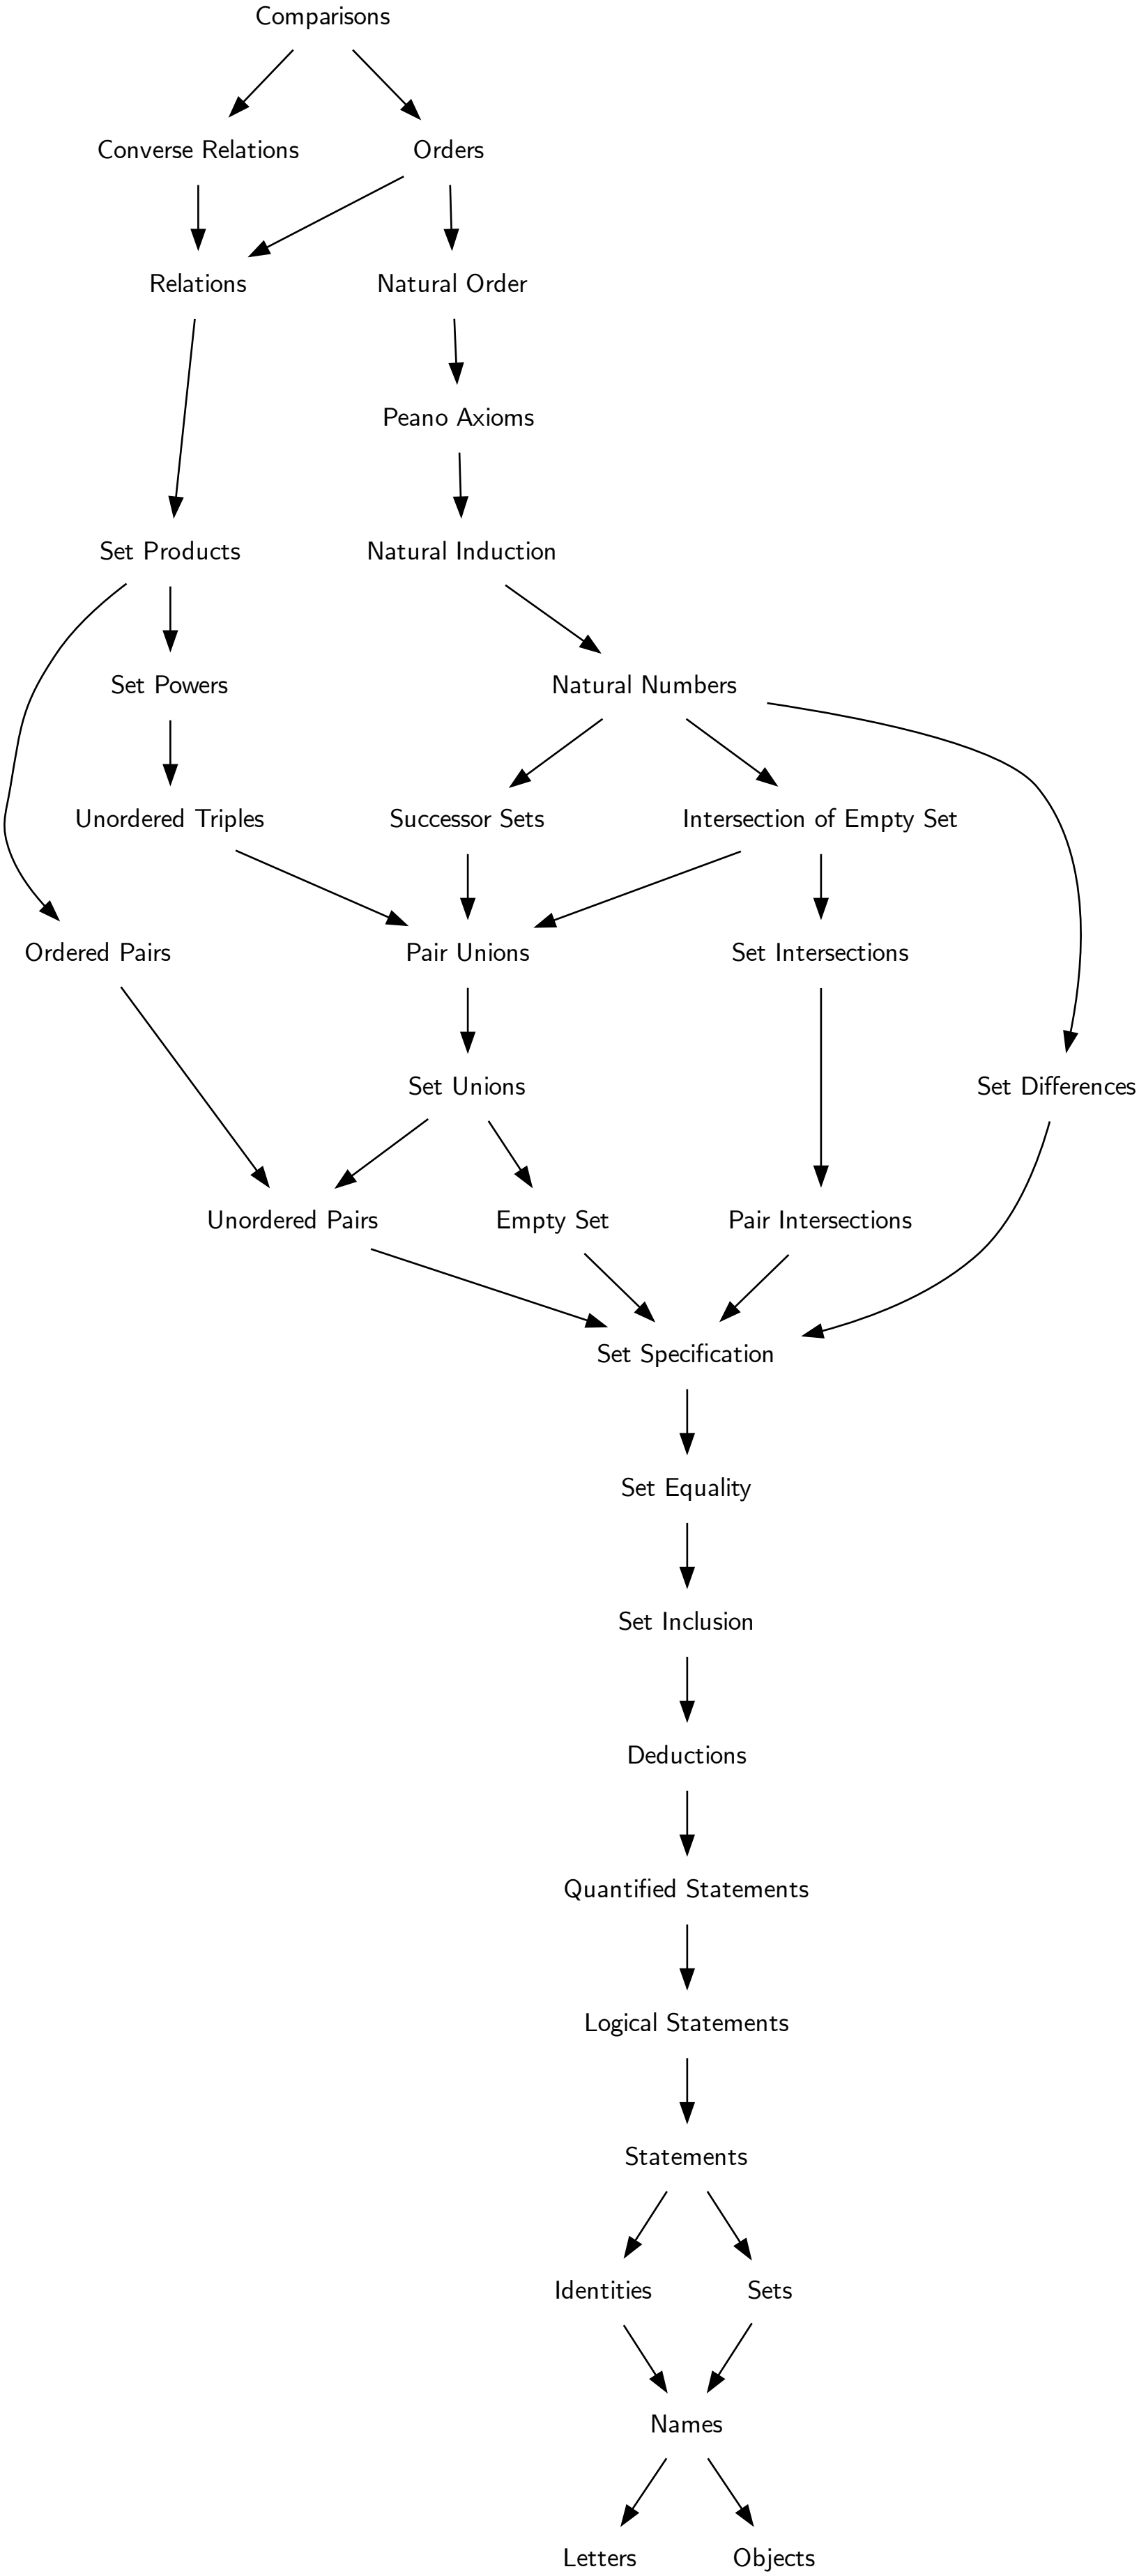 Comparisons
Converse Relations
Orders
Relations
Natural Order
Peano Axioms
Set Products
Natural Induction
Set Powers
Natural Numbers
Unordered Triples
Successor Sets
Intersection of Empty Set
Ordered Pairs
Pair Unions
Set Intersections
Set Unions
Set Differences
Unordered Pairs
Empty Set
Pair Intersections
Set Specification
Set Equality
Set Inclusion
Deductions
Quantified Statements
Logical Statements
Statements
Identities
Sets
Names
Letters
Objects